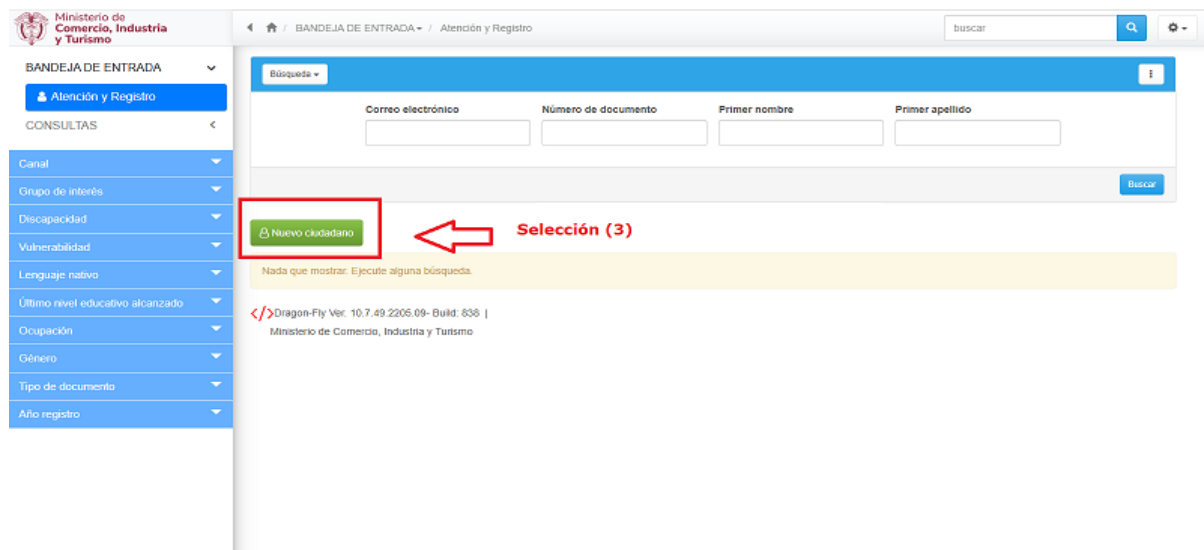 Ministerio de
Comercio, Industria
y Turismo
/ BANDEJA DE ENTRADA / Atención y Registro
buscar
BANDEJA DE ENTRADA
Atención y Registro
CONSULTAS
Canal
Grupo de interés
Discapacidad
Vulnerabilidad
Lenguaje nativo
Último nivel educativo alcanzado
Ocupación
Género
Tipo de documento
Año registro
Búsqueda
Correo electrónico Número de documento Primer nombre Primer apellido
Buscar
Nuevo ciudadano
Selección (3)
Nada que mostrar. Ejecute alguna búsqueda.
</>Dragon-Fly Ver. 10.7.49.2205.09- Build: 838 |
Ministerio de Comercio, Industria y Turismo